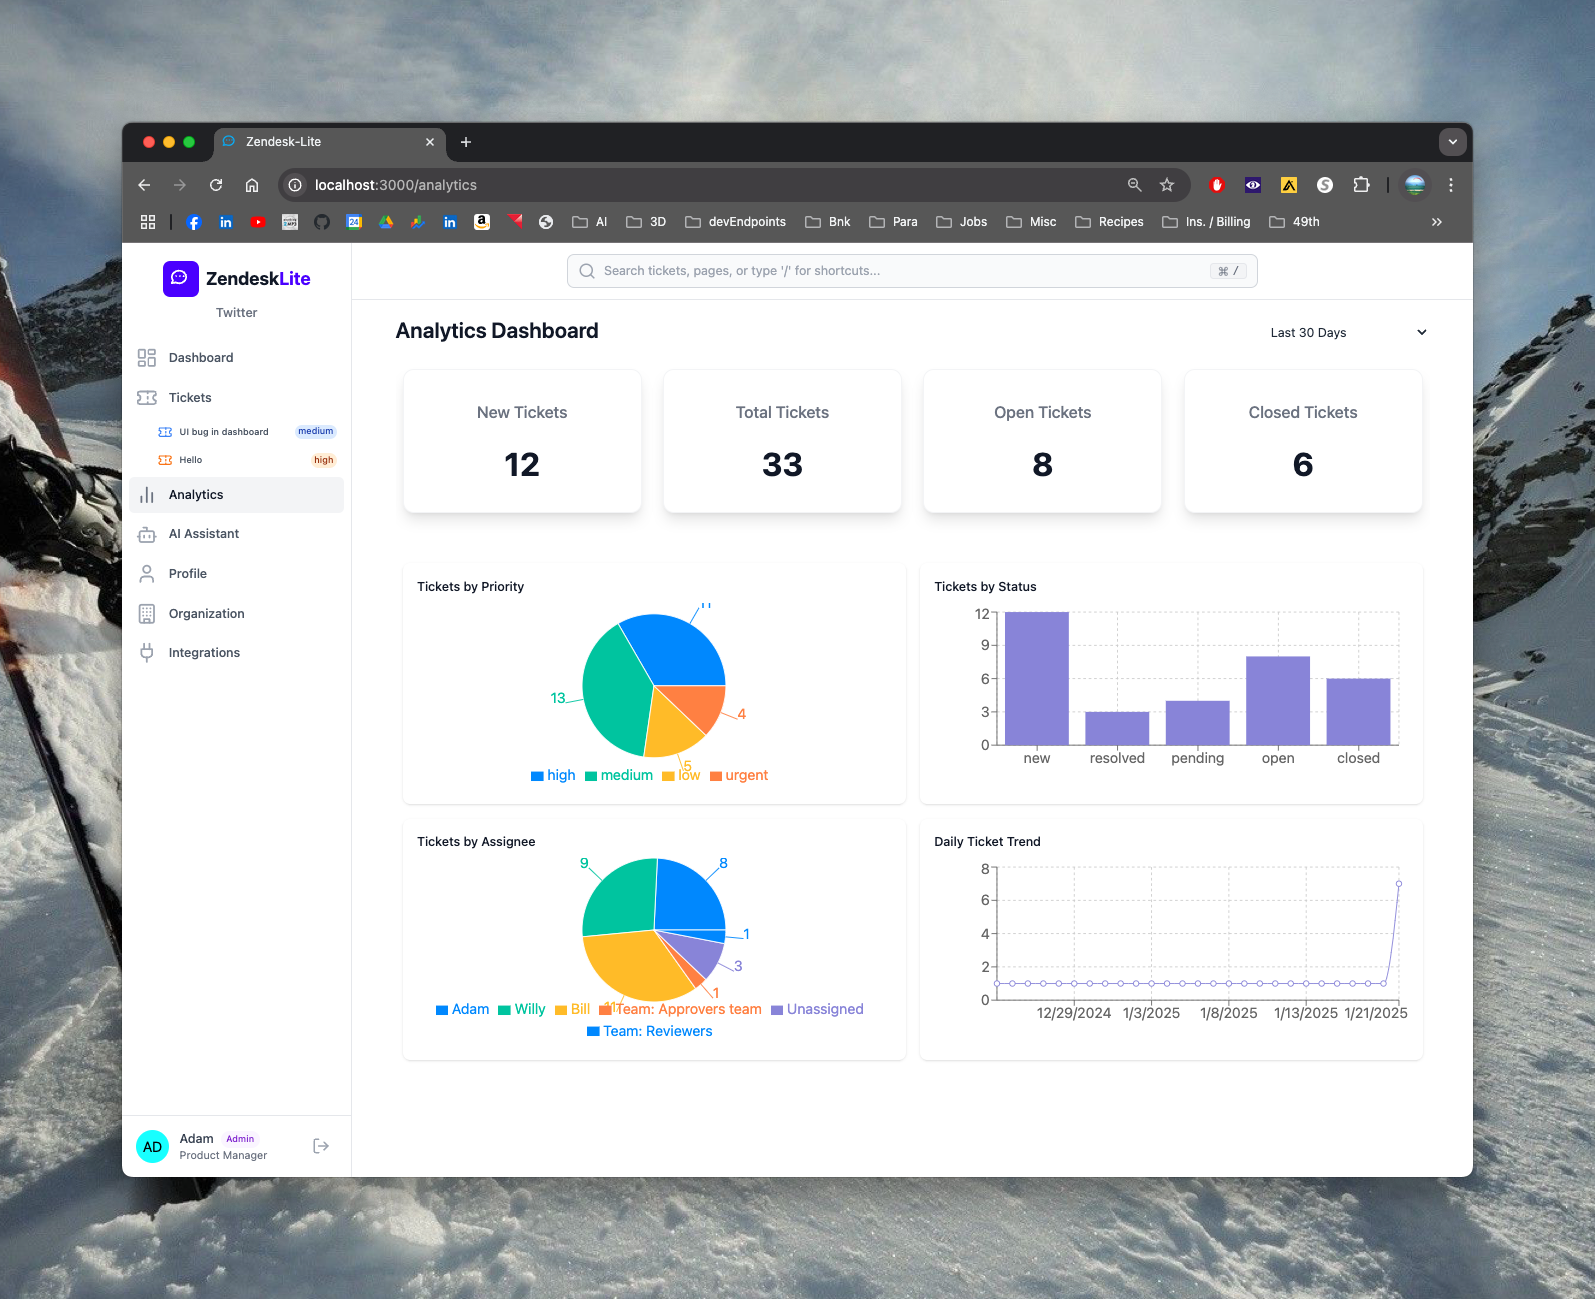 Zendesk-Lite
localhost:3000/analytics
24
AI
3D
devEndpoints
Bnk
Para
Jobs
Misc
Recipes
Ins. / Billing
49th
ZendeskLite
Twitter
Dashboard
Tickets
UI bug in dashboard medium
Hello high
Analytics
AI Assistant
Profile
Organization
Integrations
AD
Adam Admin
Product Manager
Search tickets, pages, or type '/' for shortcuts...
⌘ /
Analytics Dashboard
Last 30 Days
New Tickets
12
Total Tickets
33
Open Tickets
8
Closed Tickets
6
Tickets by Priority
11
13
4
5
high medium low urgent
Tickets by Status
12
9
6
3
0
new resolved pending open closed
Tickets by Assignee
9
8
1
3
1
11
Adam Willy Bill Team: Approvers team Unassigned
Team: Reviewers
Daily Ticket Trend
8
6
4
2
0
12/29/2024 1/3/2025 1/8/2025 1/13/2025 1/21/2025